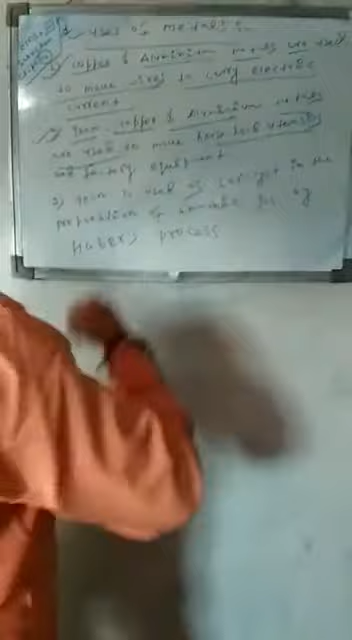 uses of metals:
1) copper & Aluminium metals are used
to make wires to carry electric
current
2) Iron, copper & Aluminium metals
are used to make house hold utensils
and factory equipment
3) Iron is used as catalyst in the
preparation of gas by
HaBER's process